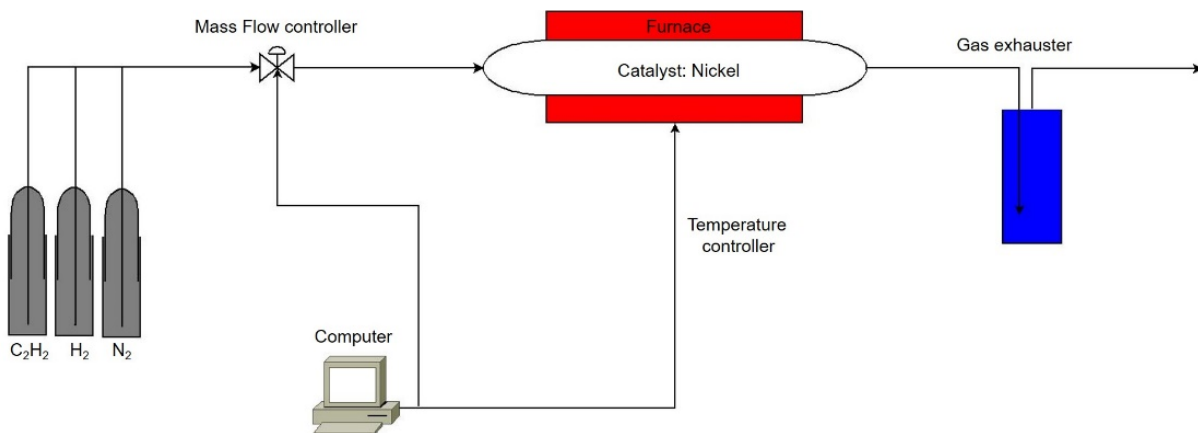 Mass Flow controller
Furnace
Gas exhauster
Catalyst: Nickel
Temperature
controller
Computer
C₂H₂ H₂ N₂